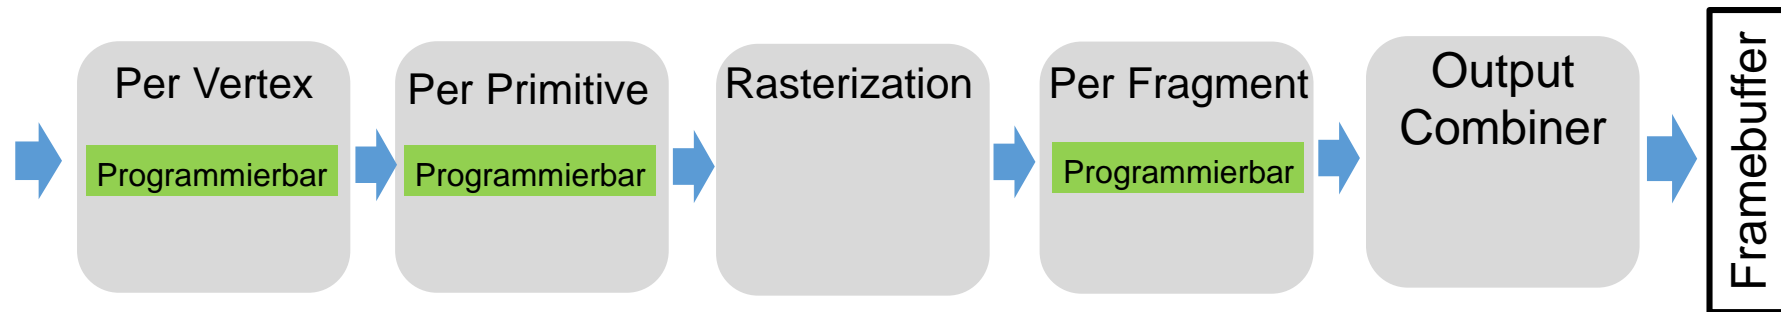 Per Vertex
Programmierbar
Per Primitive
Programmierbar
Rasterization
Per Fragment
Programmierbar
Output
Combiner
Framebuffer